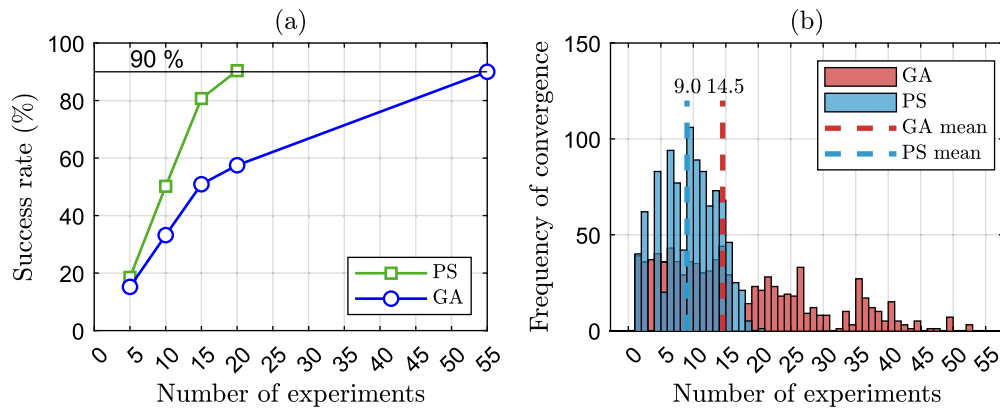 (a)
100
80
60
40
20
0
Success rate (%)
90 %
PS
GA
0 5 10 15 20 25 30 35 40 45 50 55
Number of experiments
(b)
150
100
50
0
Frequency of convergence
9.0 14.5
GA
PS
GA mean
PS mean
0 5 10 15 20 25 30 35 40 45 50 55
Number of experiments